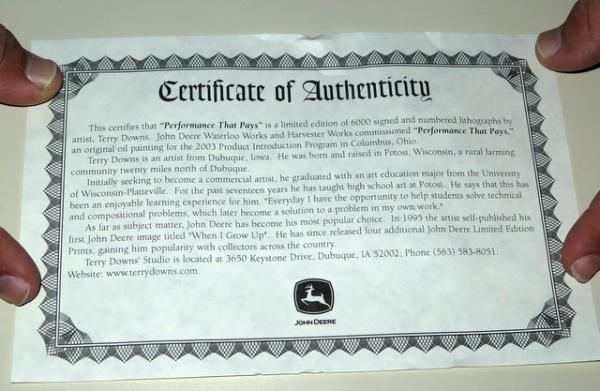 Certificate of Authenticity
This certifies that "Performance That Pays" is a limited edition of 6000 signed and numbered lithographs by
artist, Terry Downs. John Deere Waterloo Works and Harvester Works commissioned "Performance That Pays,"
an original oil painting for the 2003 Product Introduction Program in Columbus, Ohio.
Terry Downs is an artist from Dubuque, Iowa. He was born and raised in Potosi, Wisconsin, a rural farming
community twenty miles north of Dubuque.
Initially seeking to become a commercial artist, he graduated with an art education major from the University
of Wisconsin-Platteville. For the past seventeen years he has taught high school art at Potosi. He says that this has
been an enjoyable learning experience for him. "Everyday I have the opportunity to help students solve technical
and compositional problems, which later become a solution to a problem in my own work."
As far as subject matter, John Deere has become his most popular choice. In 1995 the artist self-published his
first John Deere image titled "When I Grow Up". He has since released four additional John Deere Limited Edition
Prints, gaining him popularity with collectors across the country.
Terry Downs' Studio is located at 3650 Keystone Drive, Dubuque, IA 52002; Phone (563) 583-8051.
Website: www.terrydowns.com.
JOHN DEERE